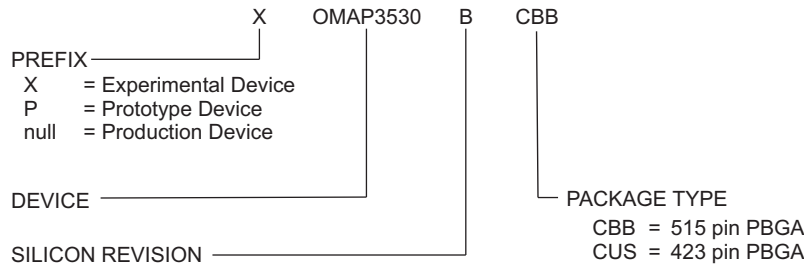 X OMAP3530 B CBB
PREFIX
X = Experimental Device
P = Prototype Device
null = Production Device
DEVICE
SILICON REVISION
PACKAGE TYPE
CBB = 515 pin PBGA
CUS = 423 pin PBGA